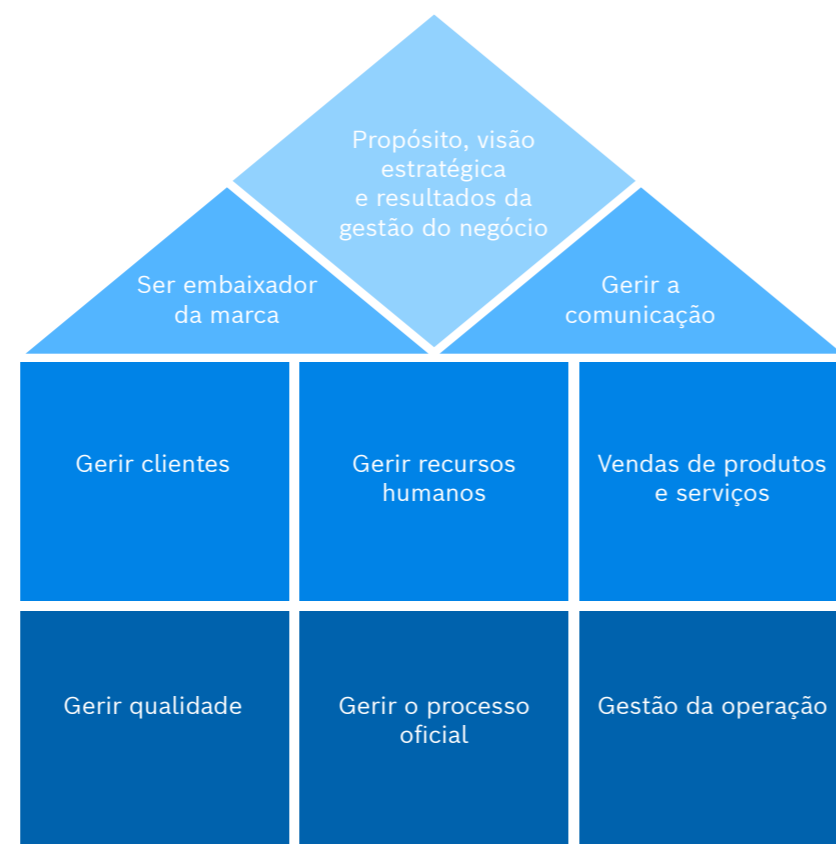 Propósito, visão
estratégica
e resultados da
gestão do negócio
Ser embaixador
da marca
Gerir a
comunicação
Gerir clientes
Gerir recursos
humanos
Vendas de produtos
e serviços
Gerir qualidade
Gerir o processo
oficial
Gestão da operação